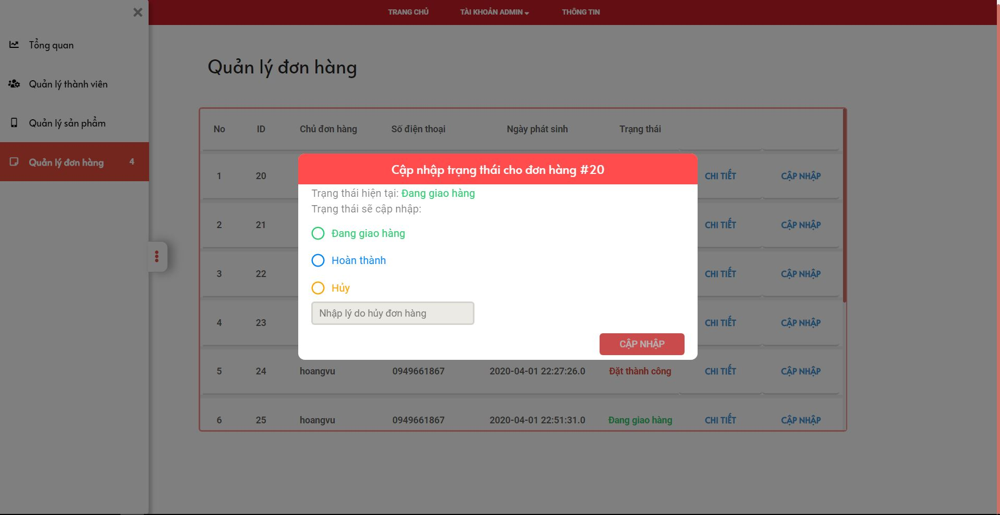 TRANG CHỦ TÀI KHOẢN ADMIN THÔNG TIN
Tổng quan
Quản lý thành viên
Quản lý sản phẩm
Quản lý đơn hàng 4
Quản lý đơn hàng
No ID Chủ đơn hàng Số điện thoại Ngày phát sinh Trạng thái
1 20 CHI TIẾT CẬP NHẬP
2 21 CHI TIẾT CẬP NHẬP
3 22 CHI TIẾT CẬP NHẬP
4 23 CHI TIẾT CẬP NHẬP
5 24 hoangvu 0949661867 2020-04-01 22:27:26.0 Đặt thành công CHI TIẾT CẬP NHẬP
6 25 hoangvu 0949661867 2020-04-01 22:51:31.0 Đang giao hàng CHI TIẾT CẬP NHẬP
Cập nhập trạng thái cho đơn hàng #20
Trạng thái hiện tại: Đang giao hàng
Trạng thái sẽ cập nhập:
Đang giao hàng
Hoàn thành
Hủy
Nhập lý do hủy đơn hàng
CẬP NHẬP